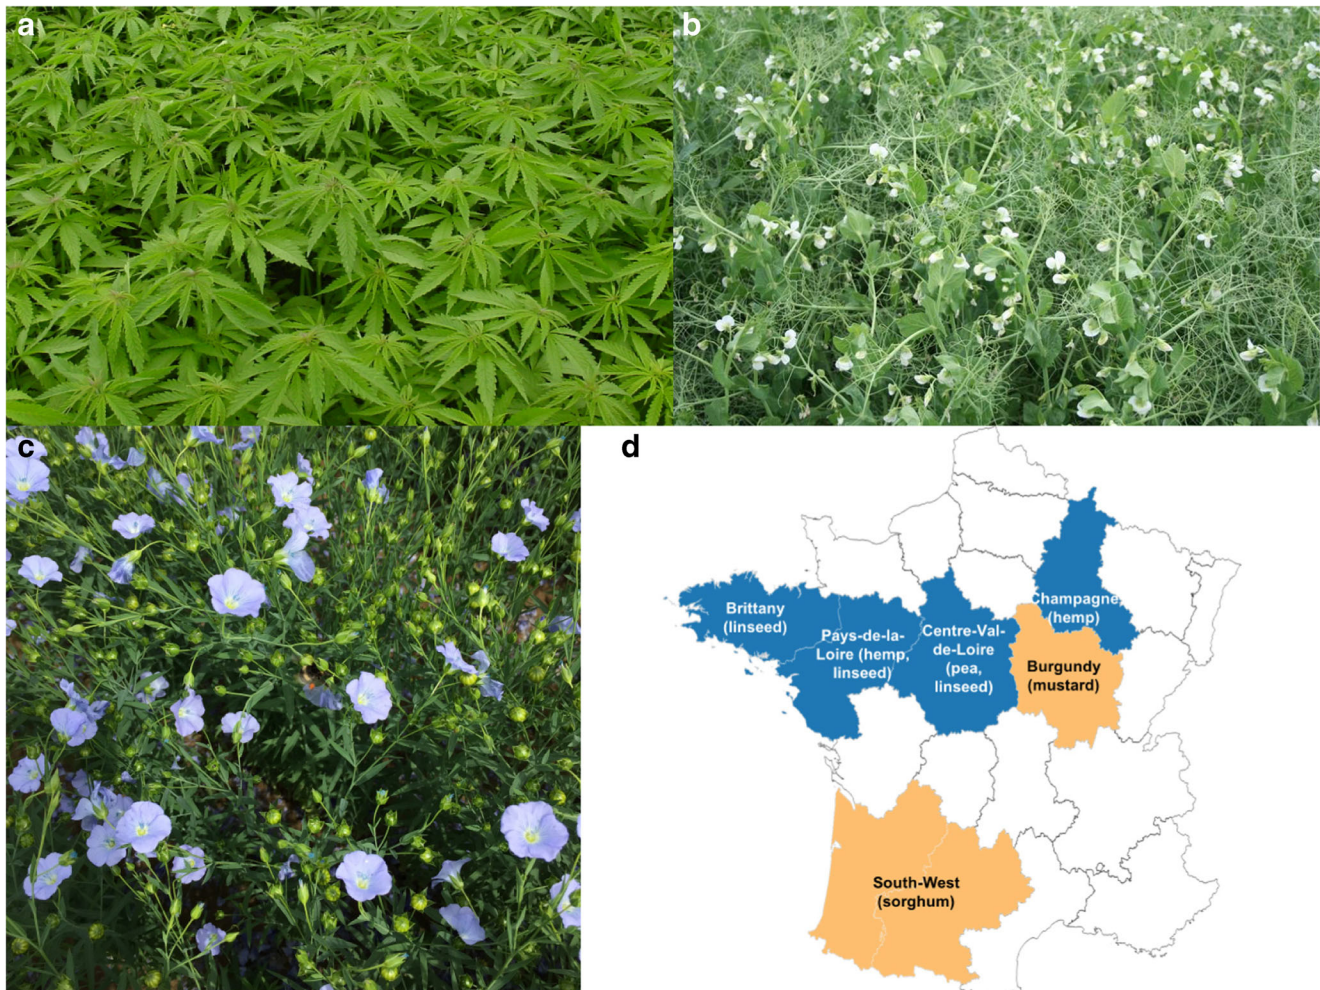 a
b
c
d
Brittany
(linseed)
Pays-de-la-
Loire (hemp,
linseed)
Centre-Val-
de-Loire
(pea,
linseed)
Champagne
(hemp)
Burgundy
(mustard)
South-West
(sorghum)